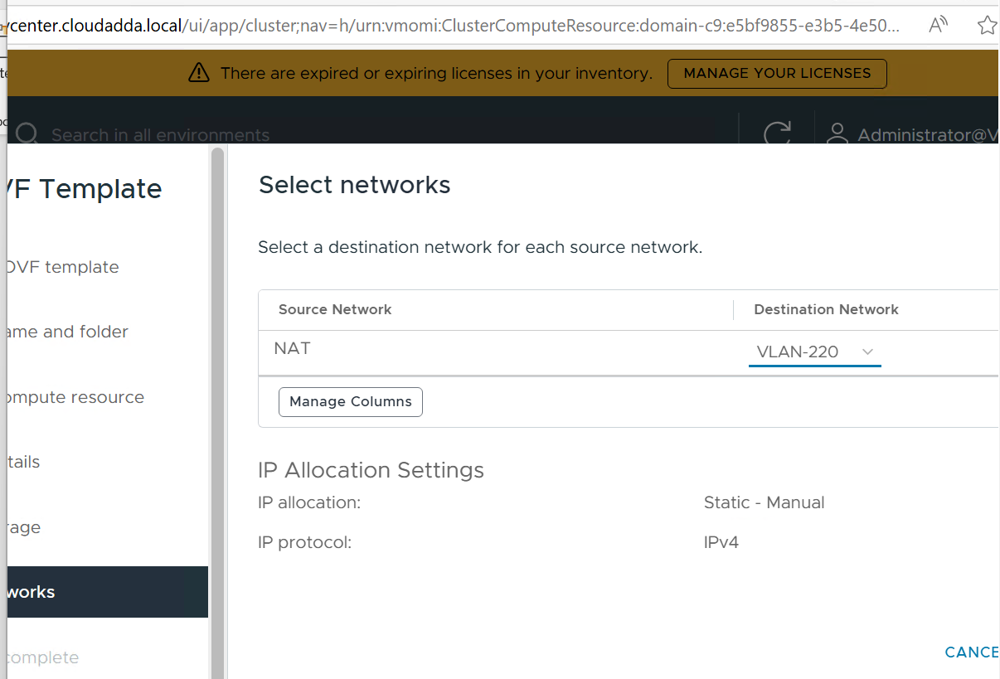 vcenter.cloudadda.local/ui/app/cluster;nav=h/urn:vmomi:ClusterComputeResource:domain-c9:e5bf9855-e3b5-4e50...
There are expired or expiring licenses in your inventory. MANAGE YOUR LICENSES
Search in all environments Administrator@V
VF Template
OVF template
ame and folder
ompute resource
tails
rage
works
complete
Select networks
Select a destination network for each source network.
Source Network Destination Network
NAT VLAN-220
Manage Columns
IP Allocation Settings
IP allocation: Static - Manual
IP protocol: IPv4
CANCE